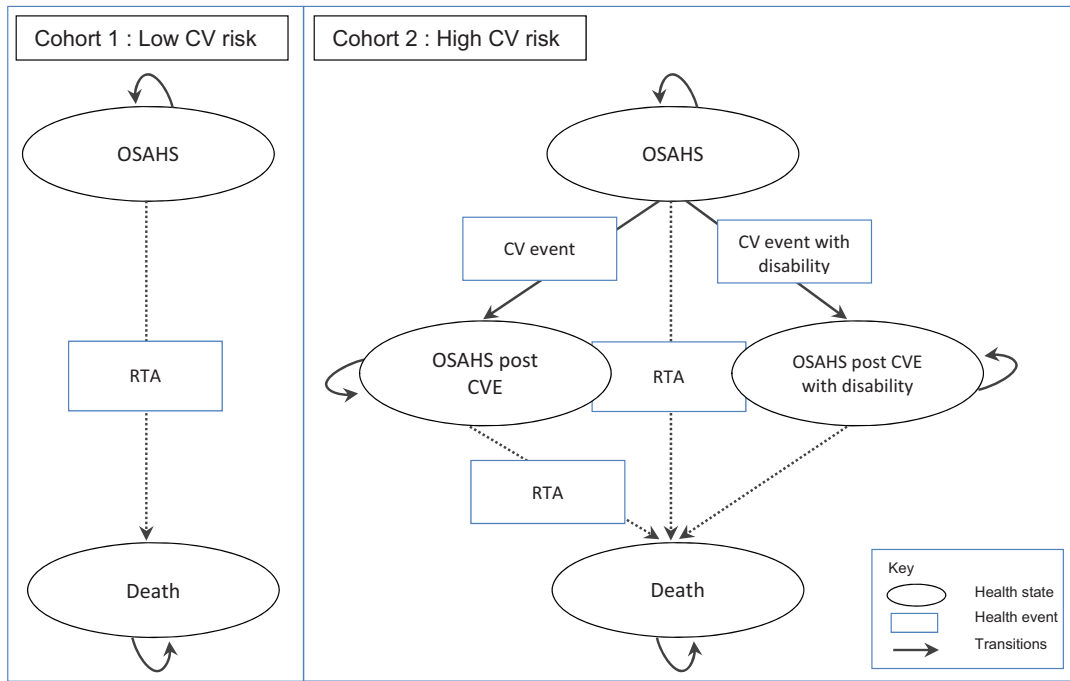 Cohort 1 : Low CV risk
OSAHS
RTA
Death
Cohort 2 : High CV risk
OSAHS
CV event
CV event with
disability
OSAHS post
CVE
RTA
OSAHS post CVE
with disability
RTA
Death
Key
Health state
Health event
Transitions